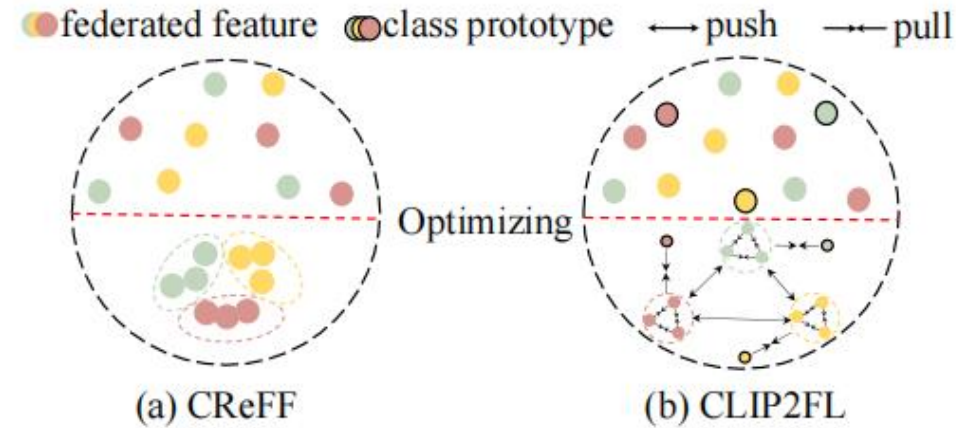 federated feature class prototype push pull
Optimizing
(a) CReFF (b) CLIP2FL